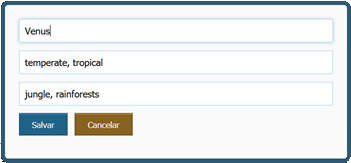 Venus
temperate, tropical
jungle, rainforests
Salvar Cancelar